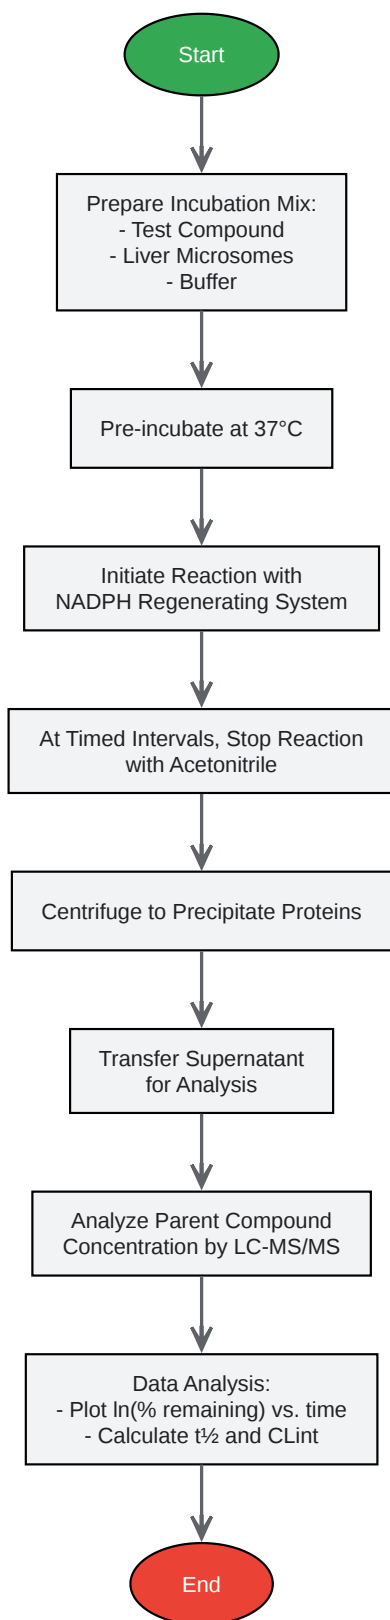 Start
Prepare Incubation Mix:
- Test Compound
- Liver Microsomes
- Buffer
Pre-incubate at 37°C
Initiate Reaction with
NADPH Regenerating System
At Timed Intervals, Stop Reaction
with Acetonitrile
Centrifuge to Precipitate Proteins
Transfer Supernatant
for Analysis
Analyze Parent Compound
Concentration by LC-MS/MS
Data Analysis:
- Plot ln(% remaining) vs. time
- Calculate t½ and CLint
End